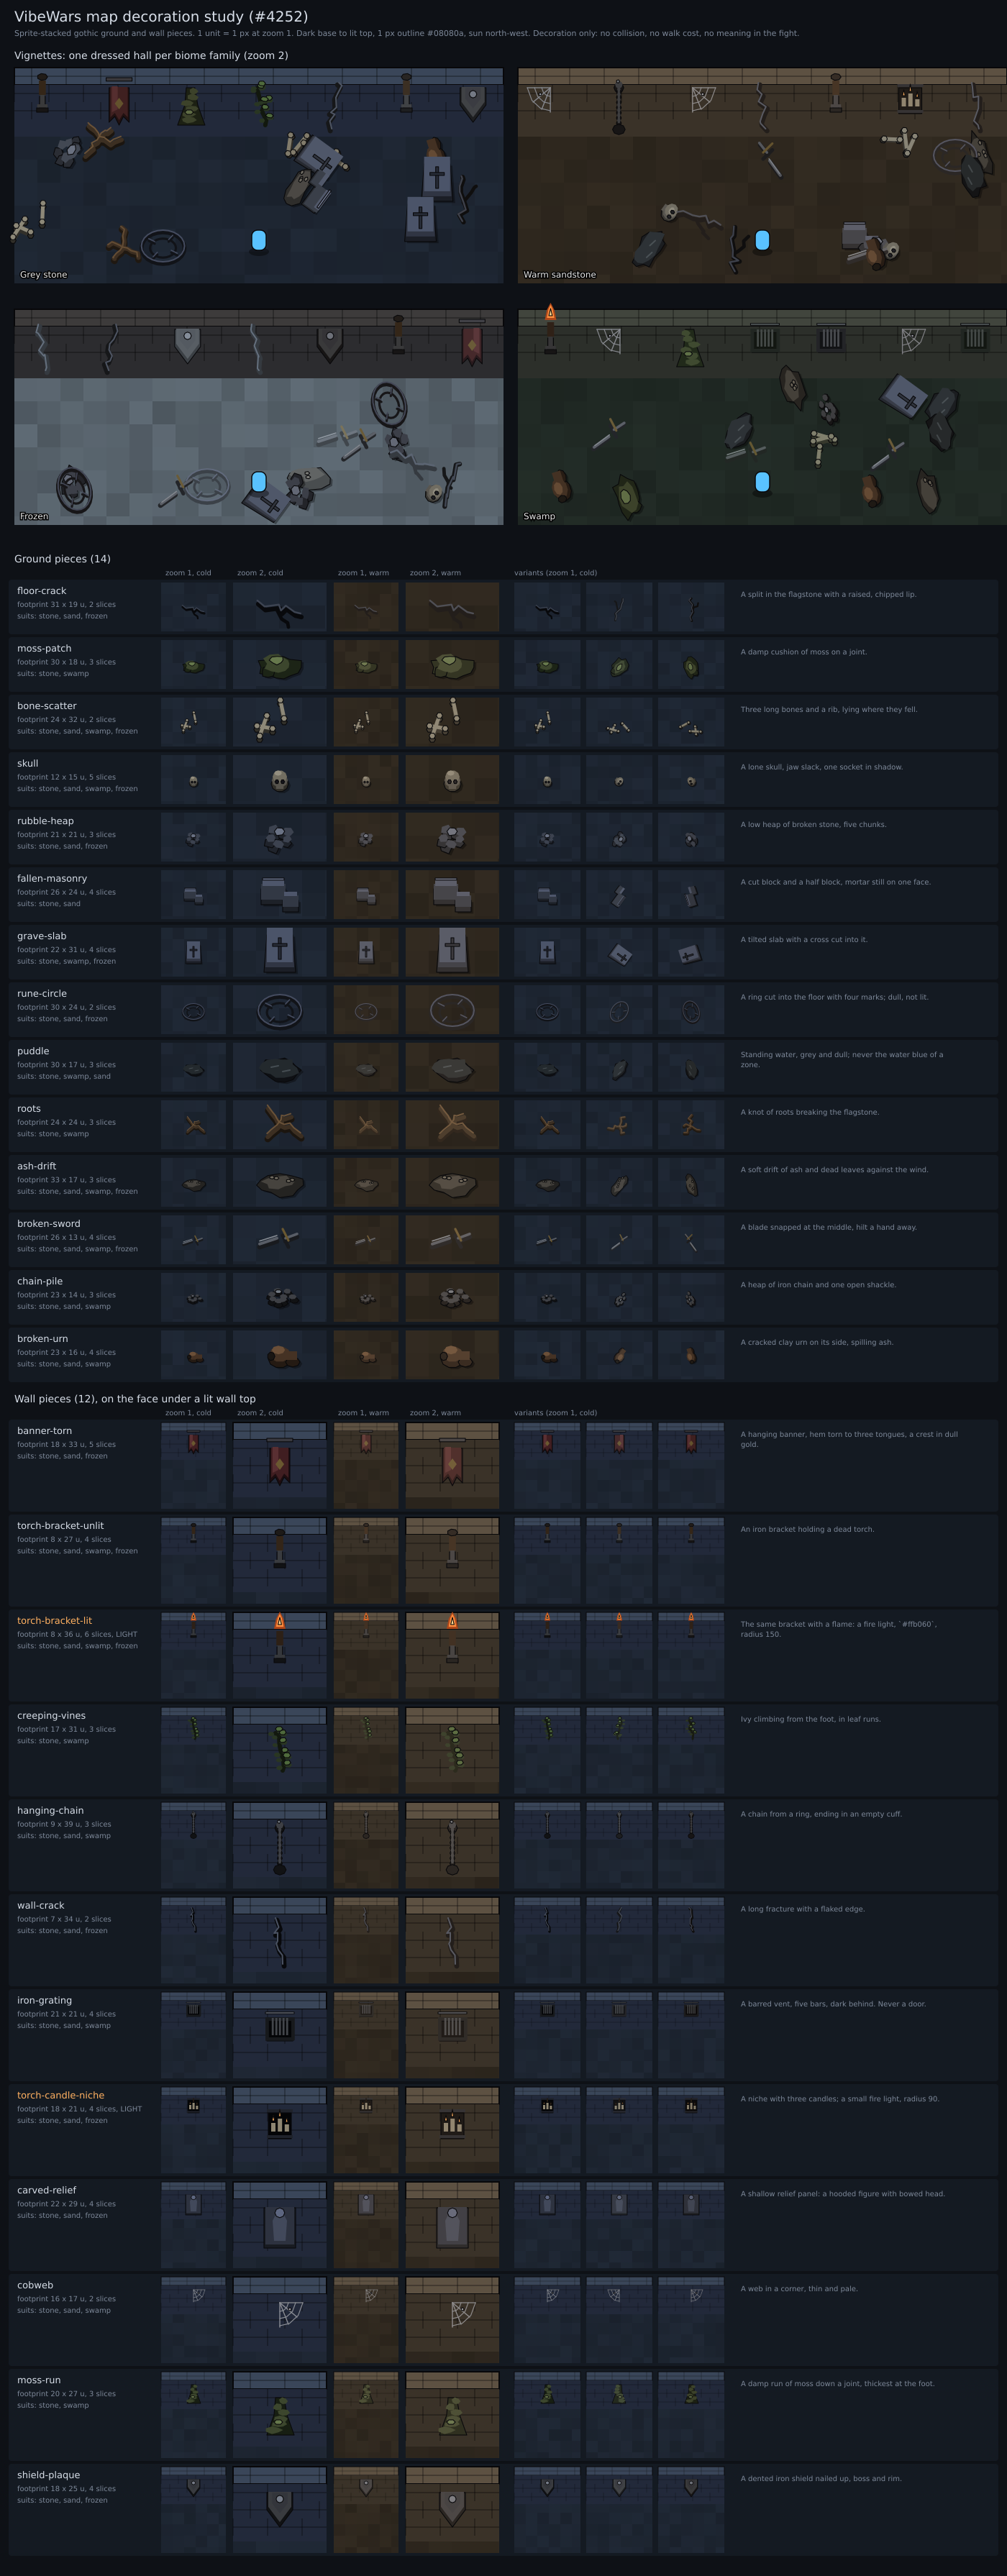 VibeWars map decoration study (#4252)
Sprite-stacked gothic ground and wall pieces. 1 unit = 1 px at zoom 1. Dark base to lit top, 1 px outline #08080a, sun north-west. Decoration only: no collision, no walk cost, no meaning in the fight.
Vignettes: one dressed hall per biome family (zoom 2)
Grey stone
Warm sandstone
Frozen
Swamp
Ground pieces (14)
zoom 1, cold
zoom 2, cold
zoom 1, warm
zoom 2, warm
variants (zoom 1, cold)
floor-crack
footprint 31 x 19 u, 2 slices
suits: stone, sand, frozen
A split in the flagstone with a raised, chipped lip.
moss-patch
footprint 30 x 18 u, 3 slices
suits: stone, swamp
A damp cushion of moss on a joint.
bone-scatter
footprint 24 x 32 u, 2 slices
suits: stone, sand, swamp, frozen
Three long bones and a rib, lying where they fell.
skull
footprint 12 x 15 u, 5 slices
suits: stone, sand, swamp, frozen
A lone skull, jaw slack, one socket in shadow.
rubble-heap
footprint 21 x 21 u, 3 slices
suits: stone, sand, frozen
A low heap of broken stone, five chunks.
fallen-masonry
footprint 26 x 24 u, 4 slices
suits: stone, sand
A cut block and a half block, mortar still on one face.
grave-slab
footprint 22 x 31 u, 4 slices
suits: stone, swamp, frozen
A tilted slab with a cross cut into it.
rune-circle
footprint 30 x 24 u, 2 slices
suits: stone, sand, frozen
A ring cut into the floor with four marks; dull, not lit.
puddle
footprint 30 x 17 u, 3 slices
suits: stone, swamp, sand
Standing water, grey and dull; never the water blue of a
zone.
roots
footprint 24 x 24 u, 3 slices
suits: stone, swamp
A knot of roots breaking the flagstone.
ash-drift
footprint 33 x 17 u, 3 slices
suits: stone, sand, swamp, frozen
A soft drift of ash and dead leaves against the wind.
broken-sword
footprint 26 x 13 u, 4 slices
suits: stone, sand, swamp, frozen
A blade snapped at the middle, hilt a hand away.
chain-pile
footprint 23 x 14 u, 3 slices
suits: stone, sand, swamp
A heap of iron chain and one open shackle.
broken-urn
footprint 23 x 16 u, 4 slices
suits: stone, sand, swamp
A cracked clay urn on its side, spilling ash.
Wall pieces (12), on the face under a lit wall top
zoom 1, cold
zoom 2, cold
zoom 1, warm
zoom 2, warm
variants (zoom 1, cold)
banner-torn
footprint 18 x 33 u, 5 slices
suits: stone, sand, frozen
A hanging banner, hem torn to three tongues, a crest in dull
gold.
torch-bracket-unlit
footprint 8 x 27 u, 4 slices
suits: stone, sand, swamp, frozen
An iron bracket holding a dead torch.
torch-bracket-lit
footprint 8 x 36 u, 6 slices, LIGHT
suits: stone, sand, swamp, frozen
The same bracket with a flame: a fire light, `#ffb060`,
radius 150.
creeping-vines
footprint 17 x 31 u, 3 slices
suits: stone, swamp
Ivy climbing from the foot, in leaf runs.
hanging-chain
footprint 9 x 39 u, 3 slices
suits: stone, sand, swamp
A chain from a ring, ending in an empty cuff.
wall-crack
footprint 7 x 34 u, 2 slices
suits: stone, sand, frozen
A long fracture with a flaked edge.
iron-grating
footprint 21 x 21 u, 4 slices
suits: stone, sand, swamp
A barred vent, five bars, dark behind. Never a door.
torch-candle-niche
footprint 18 x 21 u, 4 slices, LIGHT
suits: stone, sand, frozen
A niche with three candles; a small fire light, radius 90.
carved-relief
footprint 22 x 29 u, 4 slices
suits: stone, sand, frozen
A shallow relief panel: a hooded figure with bowed head.
cobweb
footprint 16 x 17 u, 2 slices
suits: stone, sand, swamp
A web in a corner, thin and pale.
moss-run
footprint 20 x 27 u, 3 slices
suits: stone, swamp
A damp run of moss down a joint, thickest at the foot.
shield-plaque
footprint 18 x 25 u, 4 slices
suits: stone, sand, frozen
A dented iron shield nailed up, boss and rim.